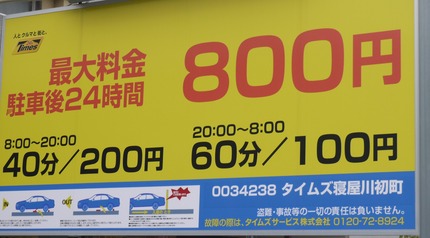 人と クルマと 街と。
Times
最大料金
駐車後24時間
800円
8:00~20:00
40分/200円
20:00~8:00
60分/100円
OUT
0034238 タイムズ寝屋川初町
盗難・事故等の一切の責任は負いません。
故障の際は、タイムズサービス株式会社 0120-72-8924